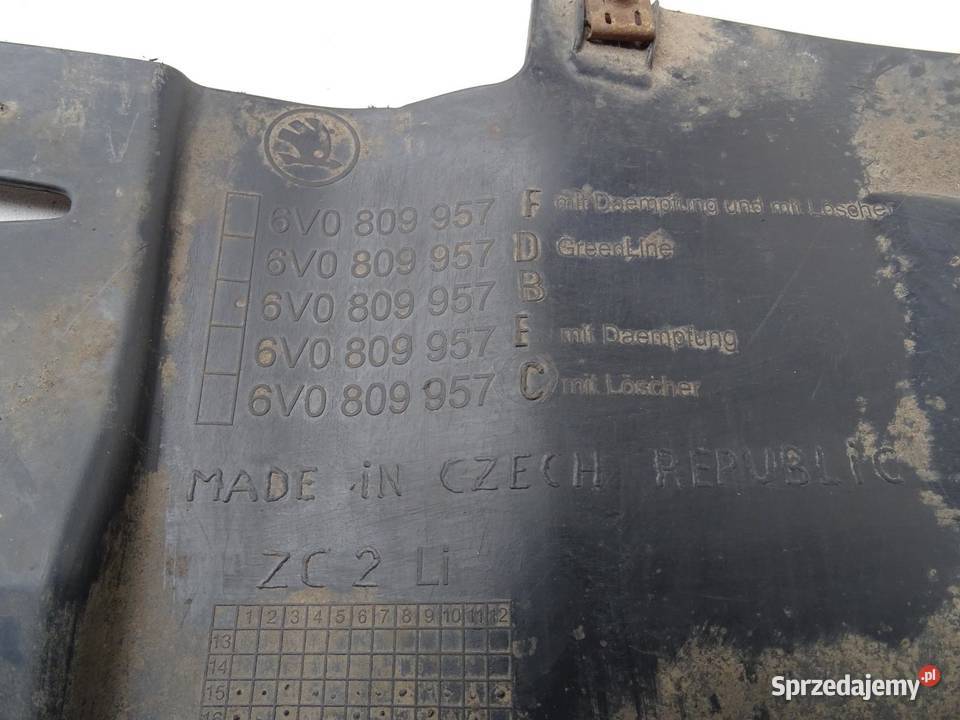 6V0 809 957 F mit Daempfung und mit Löscher
6V0 809 957 D GreenLine
6V0 809 957 B
6V0 809 957 E mit Daempfung
6V0 809 957 C mit Löscher
MADE iN CZECH REPUBLiC
ZC 2 Li
1 2 3 4 5 6 7 8 9 10 11 12
13
14
15
16
Sprzedajemy.pl